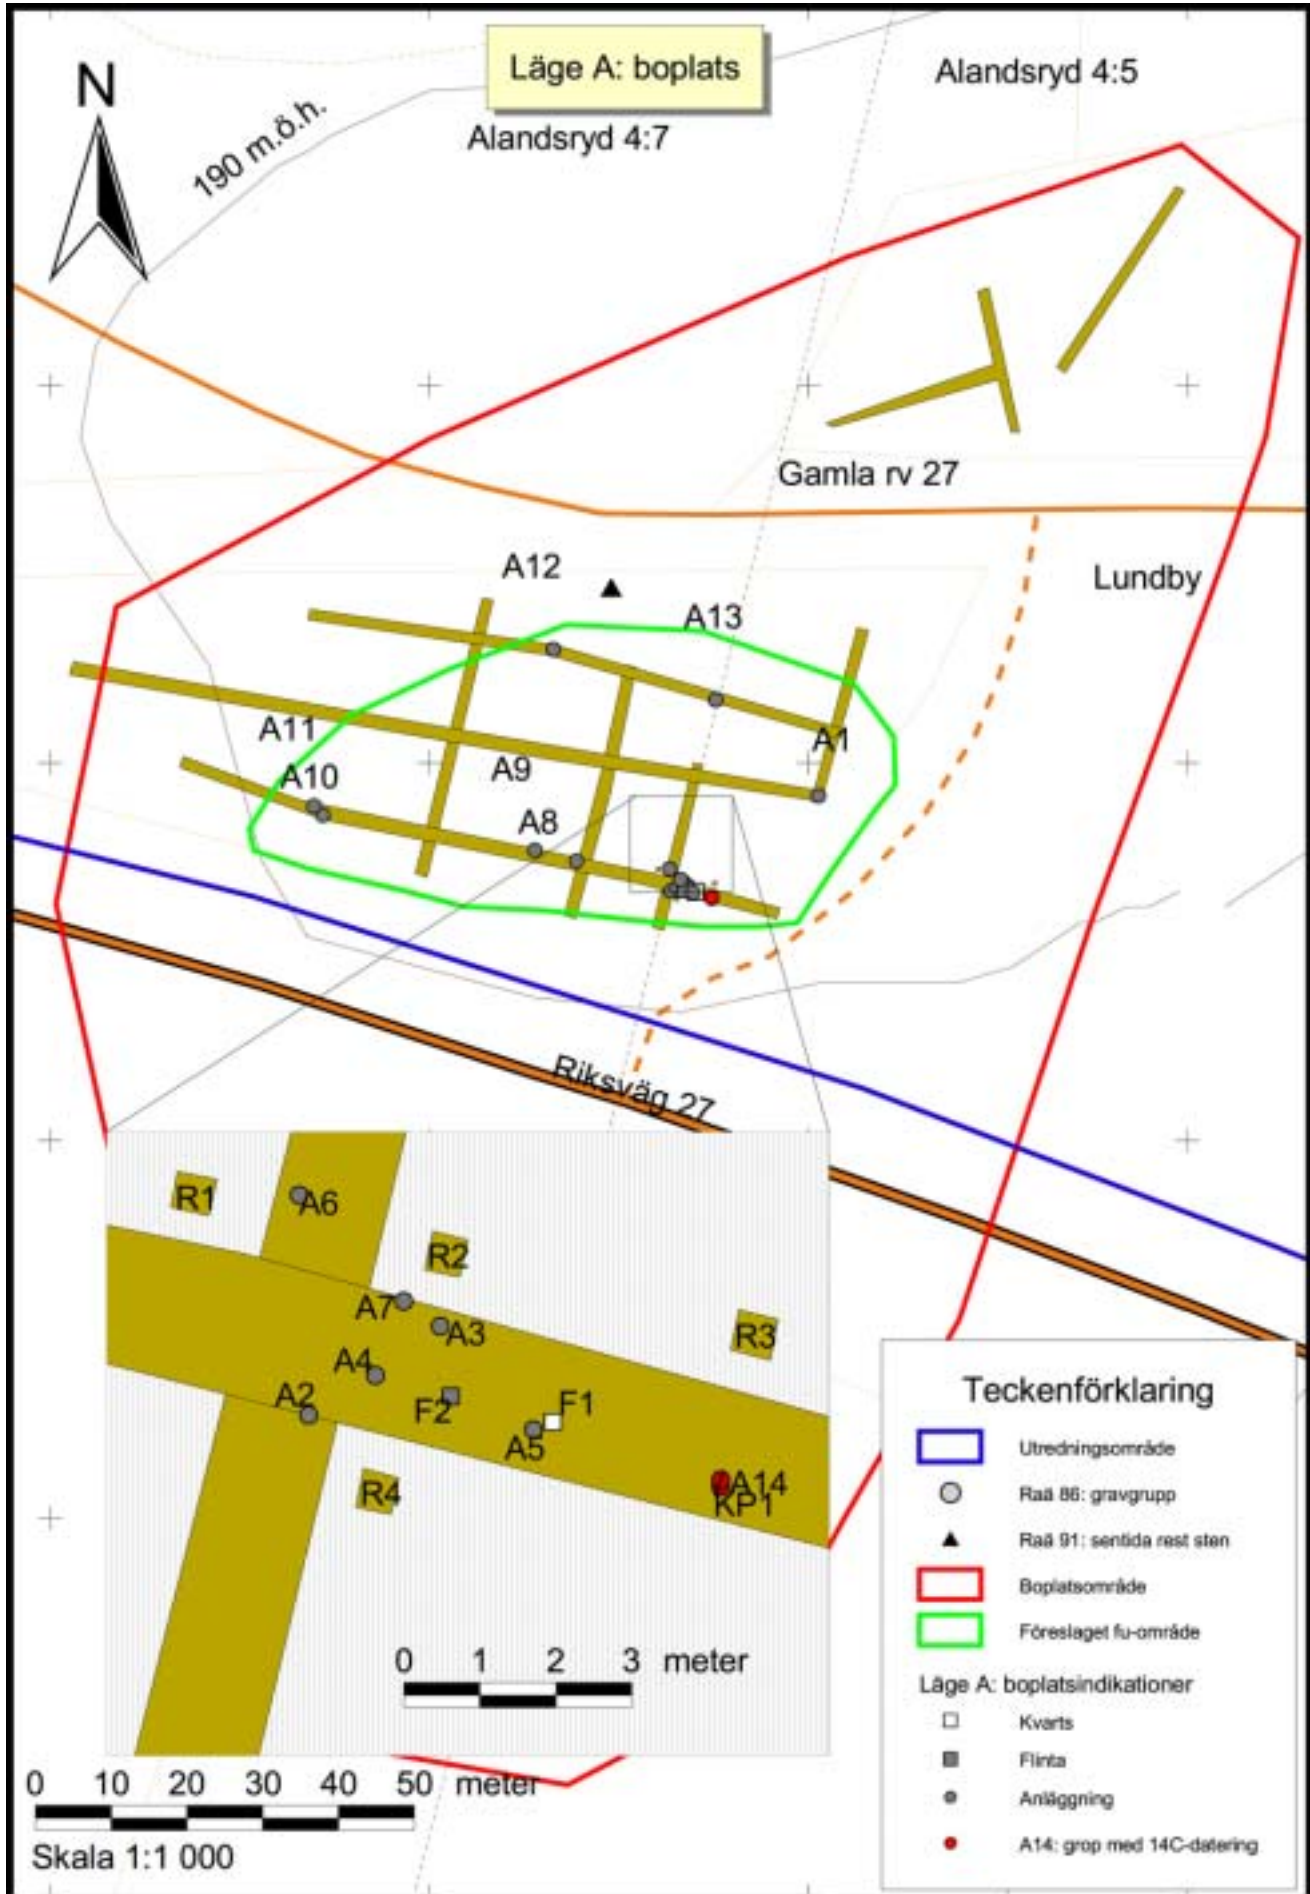 Läge A: boplats
N
Alandsryd 4:5
190 m.ö.h.
Alandsryd 4:7
Gamla rv 27
A12
Lundby
A13
A11
A1
A9
A10
A8
Riksväg 27
R1
A6
R2
A7
A3
R3
A4
A2
F2
F1
A5
R4
A14
KP1
0 1 2 3 meter
0 10 20 30 40 50 meter
Skala 1:1 000
Teckenförklaring
Utredningsområde
Raä 86: gravgrupp
Raä 91: sentida rest sten
Boplatsområde
Föreslaget fu-område
Läge A: boplatsindikationer
Kvarts
Flinta
Anläggning
A14: grop med 14C-datering